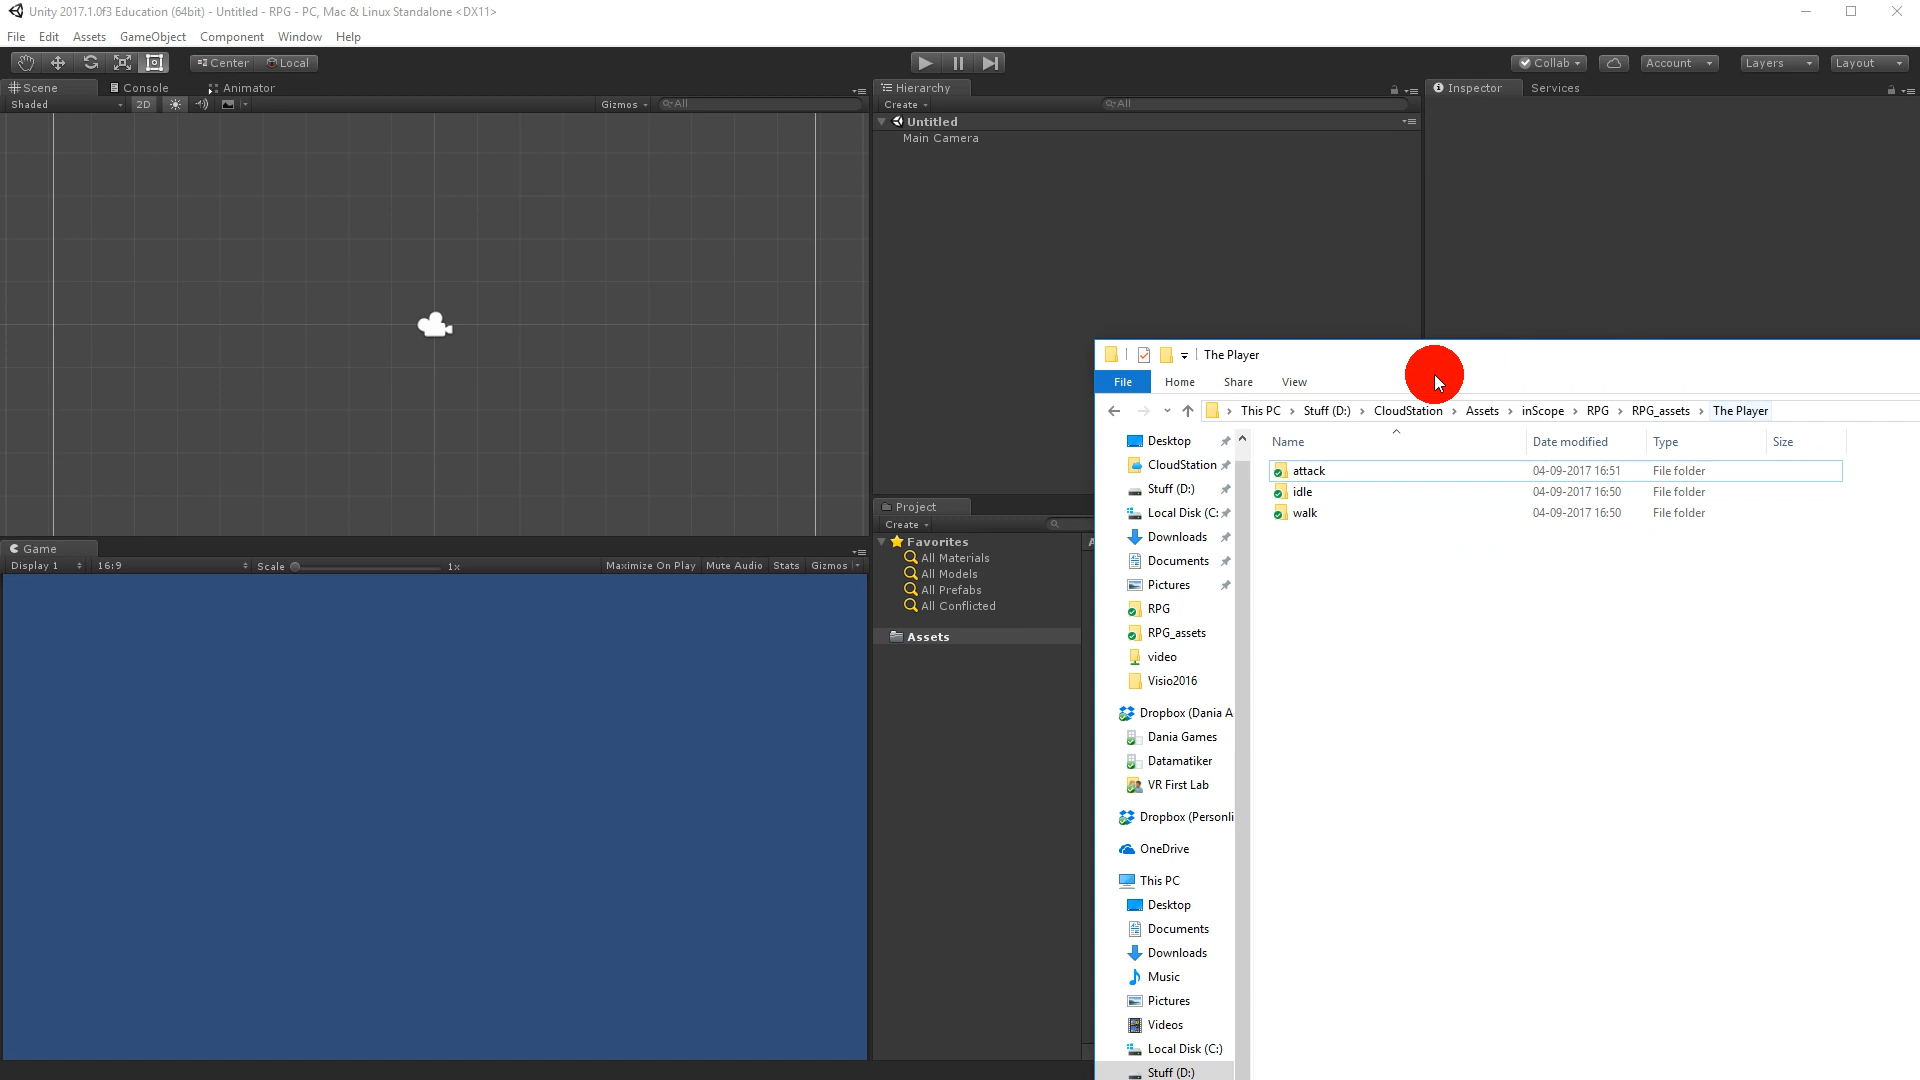 Unity 2017.1.0f3 Education (64bit) - Untitled - RPG - PC, Mac & Linux Standalone <DX11>
File Edit Assets GameObject Component Window Help
Center Local
Collab Account Layers Layout
Scene Console Animator
Shaded 2D Gizmos All
Hierarchy
Create All
Untitled
Main Camera
Inspector Services
Project
Create
Favorites
All Materials
All Models
All Prefabs
All Conflicted
Assets
Game
Display 1 16:9 Scale 1x Maximize On Play Mute Audio Stats Gizmos
The Player
File Home Share View
This PC Stuff (D:) CloudStation Assets inScope RPG RPG_assets The Player
Name Date modified Type Size
attack 04-09-2017 16:51 File folder
idle 04-09-2017 16:50 File folder
walk 04-09-2017 16:50 File folder
Desktop
CloudStation
Stuff (D:)
Local Disk (C:
Downloads
Documents
Pictures
RPG
RPG_assets
video
Visio2016
Dropbox (Dania A
Dania Games
Datamatiker
VR First Lab
Dropbox (Personli
OneDrive
This PC
Desktop
Documents
Downloads
Music
Pictures
Videos
Local Disk (C:)
Stuff (D:)